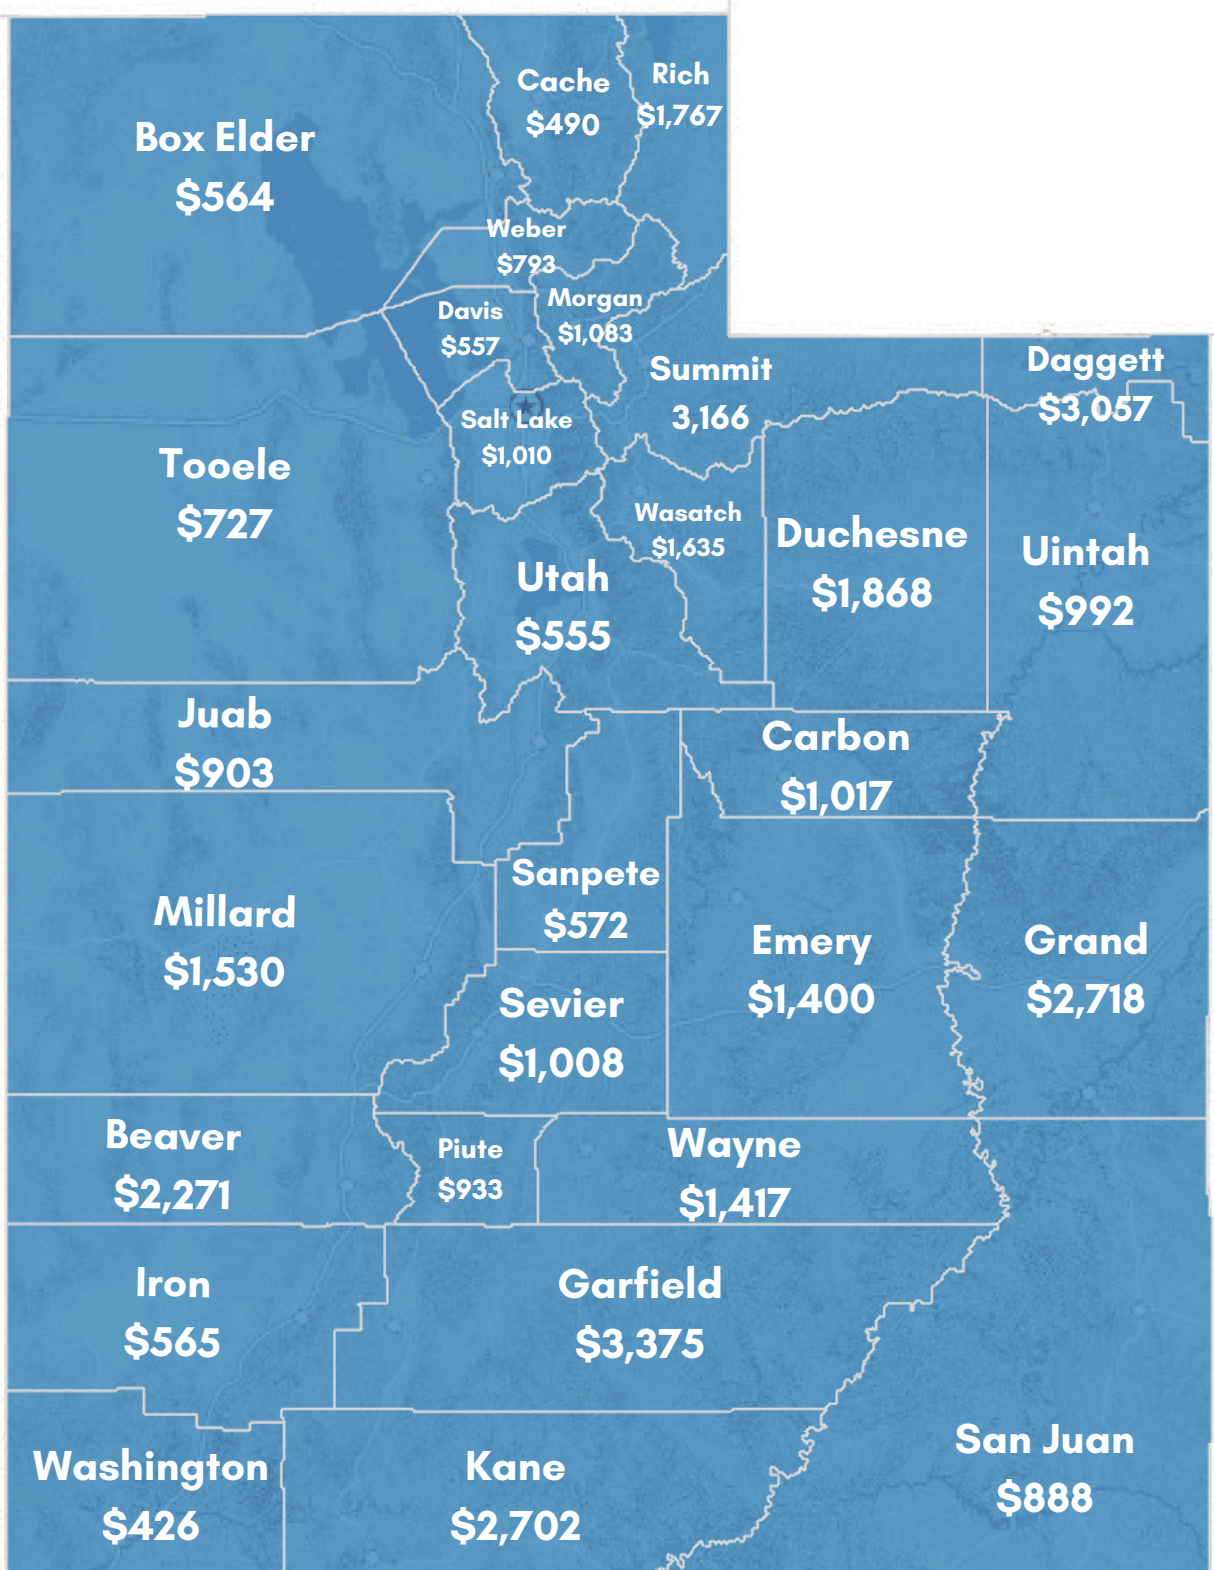 Cache
$490
Rich
$1,767
Box Elder
$564
Weber
$793
Davis
$557
Morgan
$1,083
Summit
3,166
Daggett
$3,057
Salt Lake
$1,010
Tooele
$727
Wasatch
$1,635
Duchesne
$1,868
Uintah
$992
Utah
$555
Juab
$903
Carbon
$1,017
Sanpete
$572
Millard
$1,530
Emery
$1,400
Grand
$2,718
Sevier
$1,008
Beaver
$2,271
Piute
$933
Wayne
$1,417
Iron
$565
Garfield
$3,375
Washington
$426
Kane
$2,702
San Juan
$888